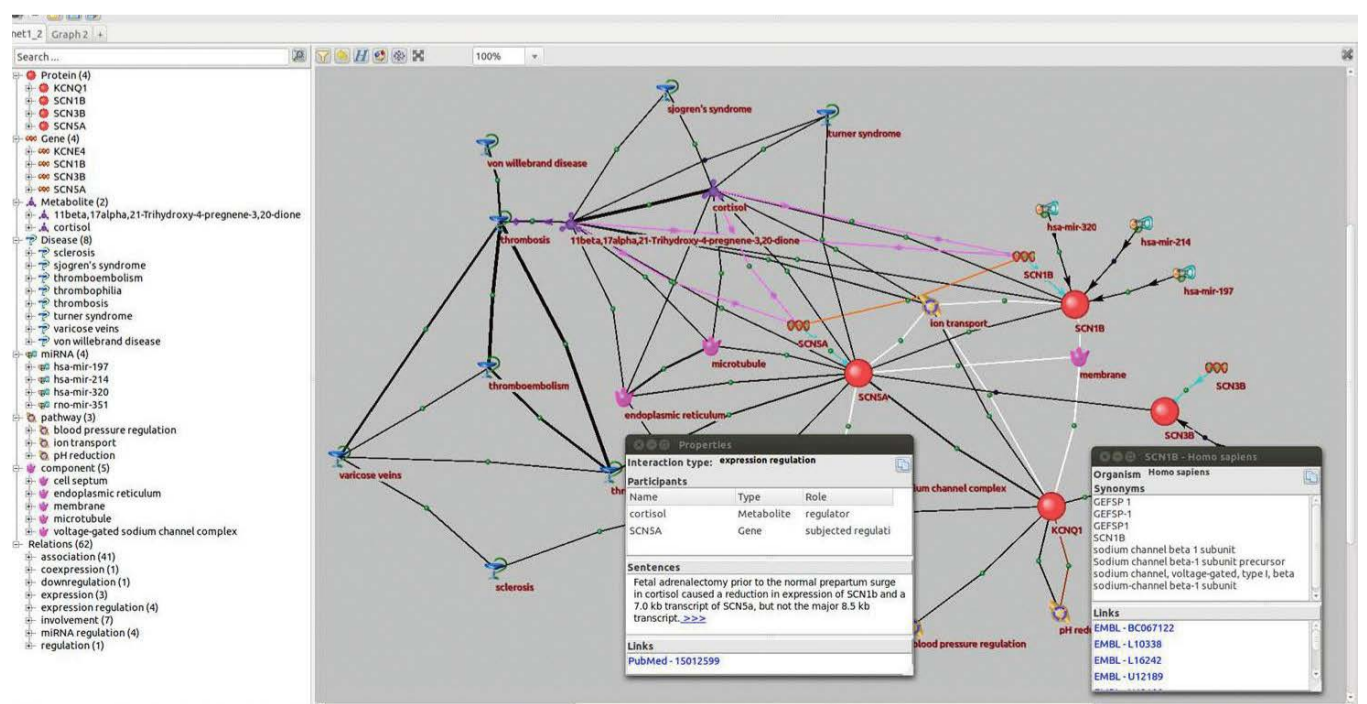 net1_2 Graph 2 +
Search ...
100%
Protein (4)
KCNQ1
SCN1B
SCN3B
SCN5A
Gene (4)
KCNE4
SCN1B
SCN3B
SCN5A
Metabolite (2)
11beta,17alpha,21-Trihydroxy-4-pregnene-3,20-dione
cortisol
Disease (8)
sclerosis
sjogren's syndrome
thromboembolism
thrombophilia
thrombosis
turner syndrome
varicose veins
von willebrand disease
miRNA (4)
hsa-mir-197
hsa-mir-214
hsa-mir-320
rno-mir-351
pathway (3)
blood pressure regulation
ion transport
pH reduction
component (5)
cell septum
endoplasmic reticulum
membrane
microtubule
voltage-gated sodium channel complex
Relations (62)
association (41)
coexpression (1)
downregulation (1)
expression (3)
expression regulation (4)
involvement (7)
miRNA regulation (4)
regulation (1)
sjogren's syndrome
turner syndrome
von willebrand disease
cortisol
thrombosis
11beta,17alpha,21-Trihydroxy-4-pregnene-3,20-dione
hsa-mir-320
hsa-mir-214
SCN1B
hsa-mir-197
ion transport
SCN1B
SCN5A
microtubule
membrane
thromboembolism
SCN5A
SCN3B
endoplasmic reticulum
SCN3B
varicose veins
thr
um channel complex
KCNQ1
sclerosis
pH red
blood pressure regulation
Properties
Interaction type: expression regulation
Participants
Name Type Role
cortisol Metabolite regulator
SCN5A Gene subjected regulati
Sentences
Fetal adrenalectomy prior to the normal prepartum surge
in cortisol caused a reduction in expression of SCN1b and a
7.0 kb transcript of SCN5a, but not the major 8.5 kb
transcript. >>>
Links
PubMed - 15012599
SCN1B - Homo sapiens
Organism Homo sapiens
Synonyms
GEFSP 1
GEFSP-1
GEFSP1
SCN1B
sodium channel beta 1 subunit
Sodium channel beta-1 subunit precursor
sodium channel, voltage-gated, type I, beta
sodium-channel beta-1 subunit
Links
EMBL - BC067122
EMBL - L10338
EMBL - L16242
EMBL - U12189